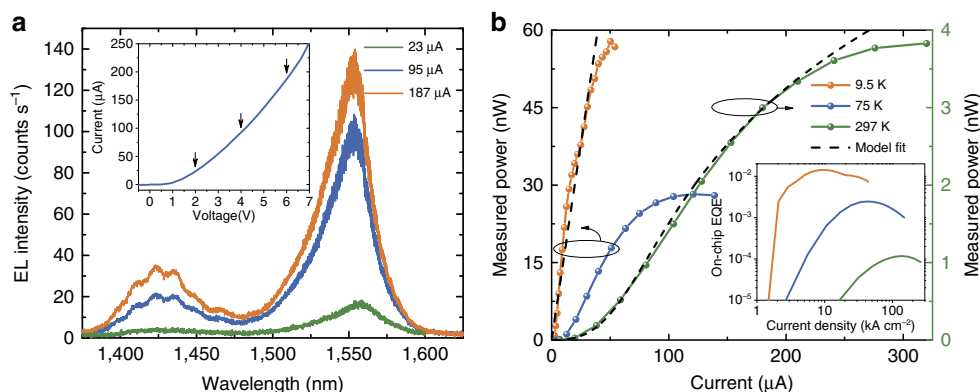 a
EL intensity (counts s⁻¹)
150
140
120
100
80
60
40
20
0
1,400
1,450
1,500
1,550
1,600
Wavelength (nm)
23 μA
95 μA
187 μA
Current (μA)
250
200
150
100
50
0
0 1 2 3 4 5 6 7
Voltage(V)
b
Measured power (nW)
60
45
30
15
0
0
100
200
300
Current (μA)
4
3
2
1
0
Measured power (nW)
9.5 K
75 K
297 K
Model fit
On-chip EQE
10⁻²
10⁻³
10⁻⁴
10⁻⁵
1
10
100
Current density (kA cm⁻²)